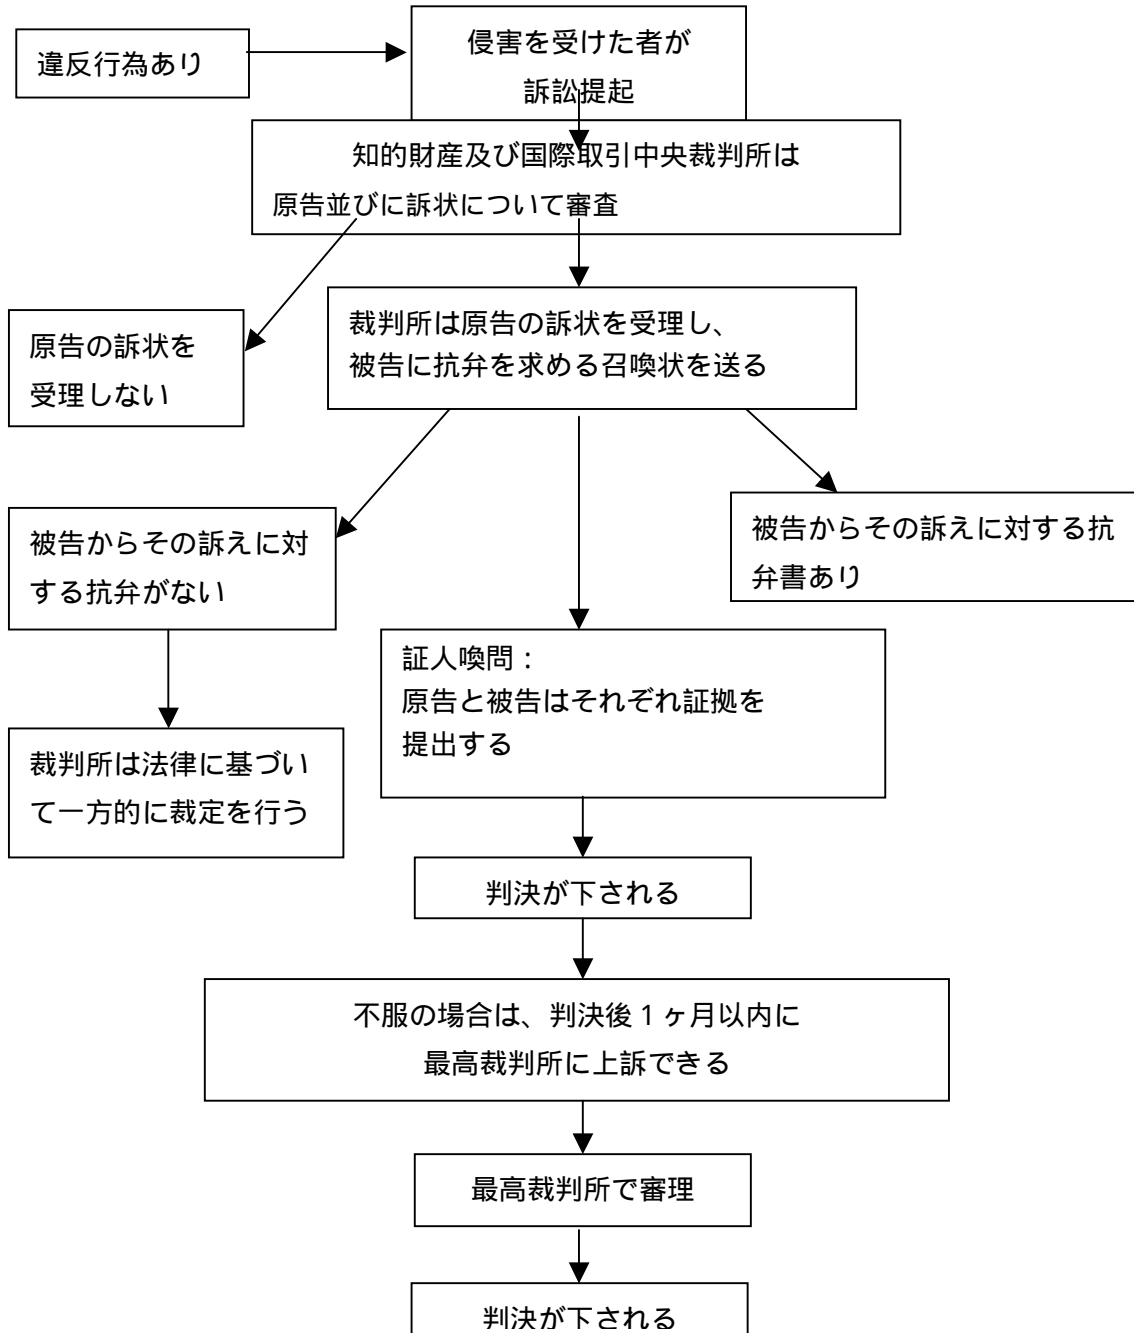 違反行為あり
侵害を受けた者が
訴訟提起
知的財産及び国際取引中央裁判所は
原告並びに訴状について審査
裁判所は原告の訴状を受理し、
被告に抗弁を求める召喚状を送る
原告の訴状を
受理しない
被告からその訴えに対
する抗弁がない
被告からその訴えに対する抗
弁書あり
証人喚問：
原告と被告はそれぞれ証拠を
提出する
裁判所は法律に基づい
て一方的に裁定を行う
判決が下される
不服の場合は、判決後１ヶ月以内に
最高裁判所に上訴できる
最高裁判所で審理
判決が下される